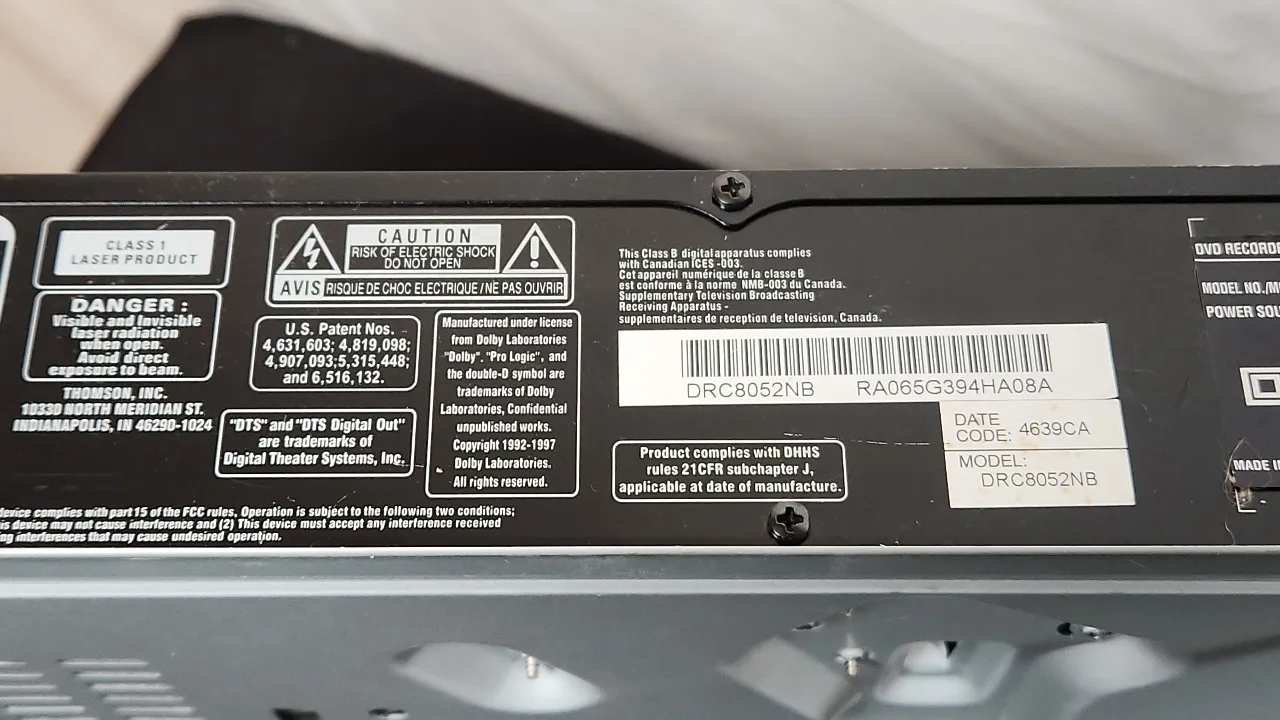 CLASS 1
LASER PRODUCT
DANGER :
Visible and Invisible
laser radiation
when open.
Avoid direct
exposure to beam.
THOMSON, INC.
10330 NORTH MERIDIAN ST.
INDIANAPOLIS, IN 46290-1024
CAUTION
RISK OF ELECTRIC SHOCK
DO NOT OPEN
AVIS RISQUE DE CHOC ELECTRIQUE / NE PAS OUVRIR
U.S. Patent Nos.
4,631,603; 4,819,098;
4,907,093;5,315,448;
and 6,516,132.
"DTS" and "DTS Digital Out"
are trademarks of
Digital Theater Systems, Inc.
Manufactured under license
from Dolby Laboratories
"Dolby". "Pro Logic", and
the double-D symbol are
trademarks of Dolby
Laboratories, Confidential
unpublished works.
Copyright 1992-1997
Dolby Laboratories.
All rights reserved.
This Class B digital apparatus complies
with Canadian ICES -003.
Cet appareil numérique de la classe B
est conforme à la norme NMB-003 du Canada.
Supplementary Television Broadcasting
Receiving Apparatus -
supplementaires de reception de television, Canada.
DRC8052NB RA065G394HA08A
DATE
CODE: 4639CA
MODEL:
DRC8052NB
Product complies with DHHS
rules 21CFR subchapter J,
applicable at date of manufacture.
DVD RECORD
MODEL NO./M
POWER SOU
MADE IN
device complies with part 15 of the FCC rules, Operation is subject to the following two conditions;
is device may not cause interference and (2) This device must accept any interference received
ng interferences that may cause undesired operation.